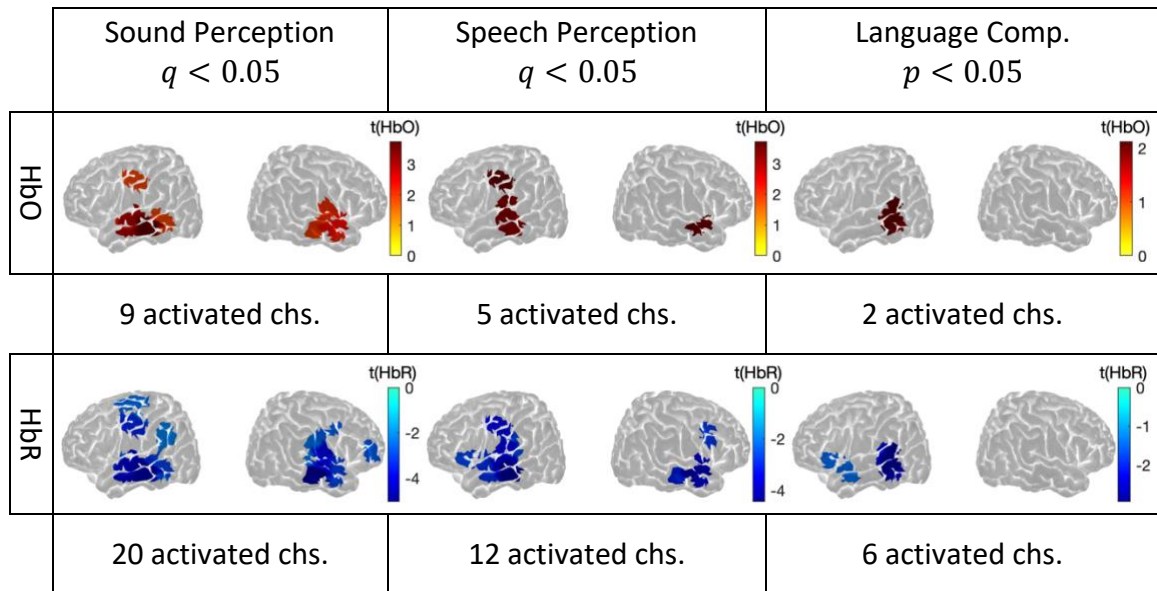 Sound Perception
q < 0.05
Speech Perception
q < 0.05
Language Comp.
p < 0.05
HbO
t(HbO)
3
2
1
0
t(HbO)
3
2
1
0
t(HbO)
2
1
0
9 activated chs.
5 activated chs.
2 activated chs.
HbR
t(HbR)
0
-2
-4
t(HbR)
0
-2
-4
t(HbR)
0
-1
-2
20 activated chs.
12 activated chs.
6 activated chs.